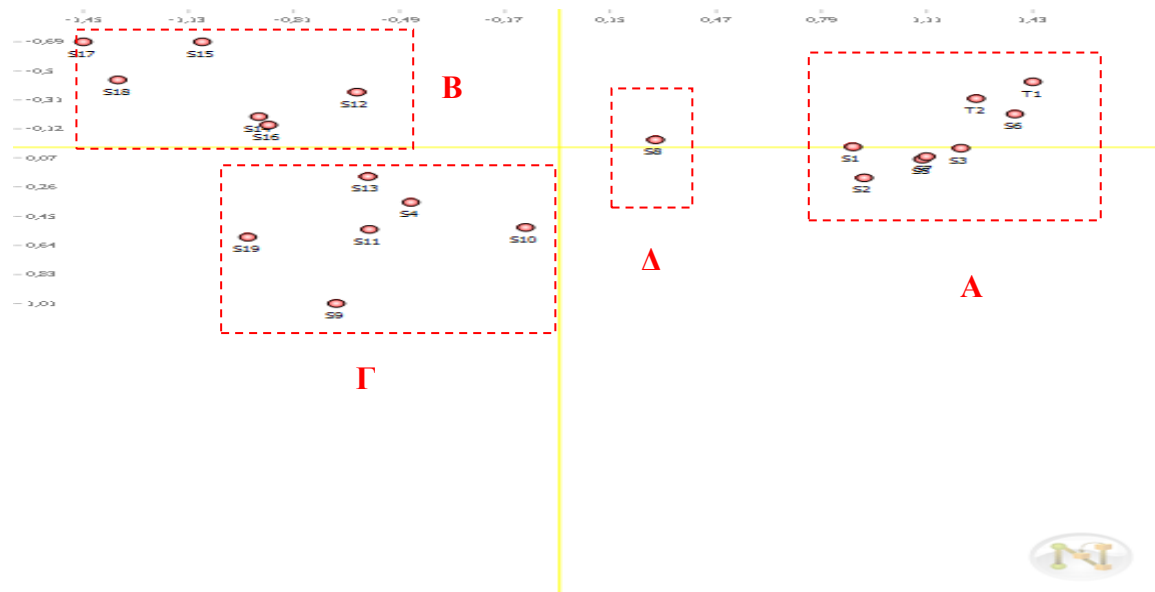 -1,45 -1,13 -0,81 -0,49 -0,17 0,15 0,47 0,79 1,11 1,43
-0,69
S17 S15
-0,5
S18
T1
-0,31
S12
B
T2
-0,12
S14
S6
S16
S8
S1
S3
0,07
S7
S2
S13
0,26
S4
0,45
S11
S10
S19
0,64
Δ
0,83
A
1,01
S9
Γ